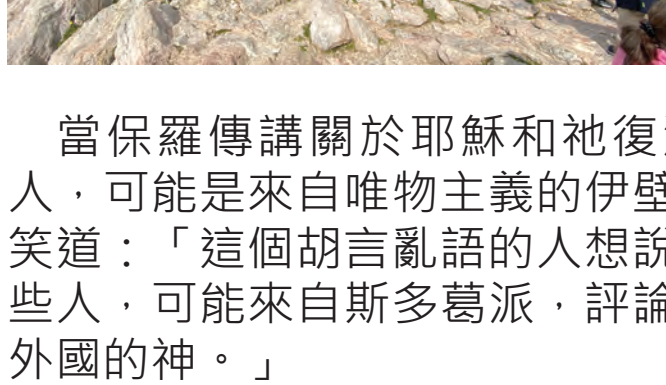 當保羅傳講關於耶穌和祂復
人，可能是來自唯物主義的伊壁
笑道：「這個胡言亂語的人想說
些人，可能來自斯多葛派，評論
外國的神。」